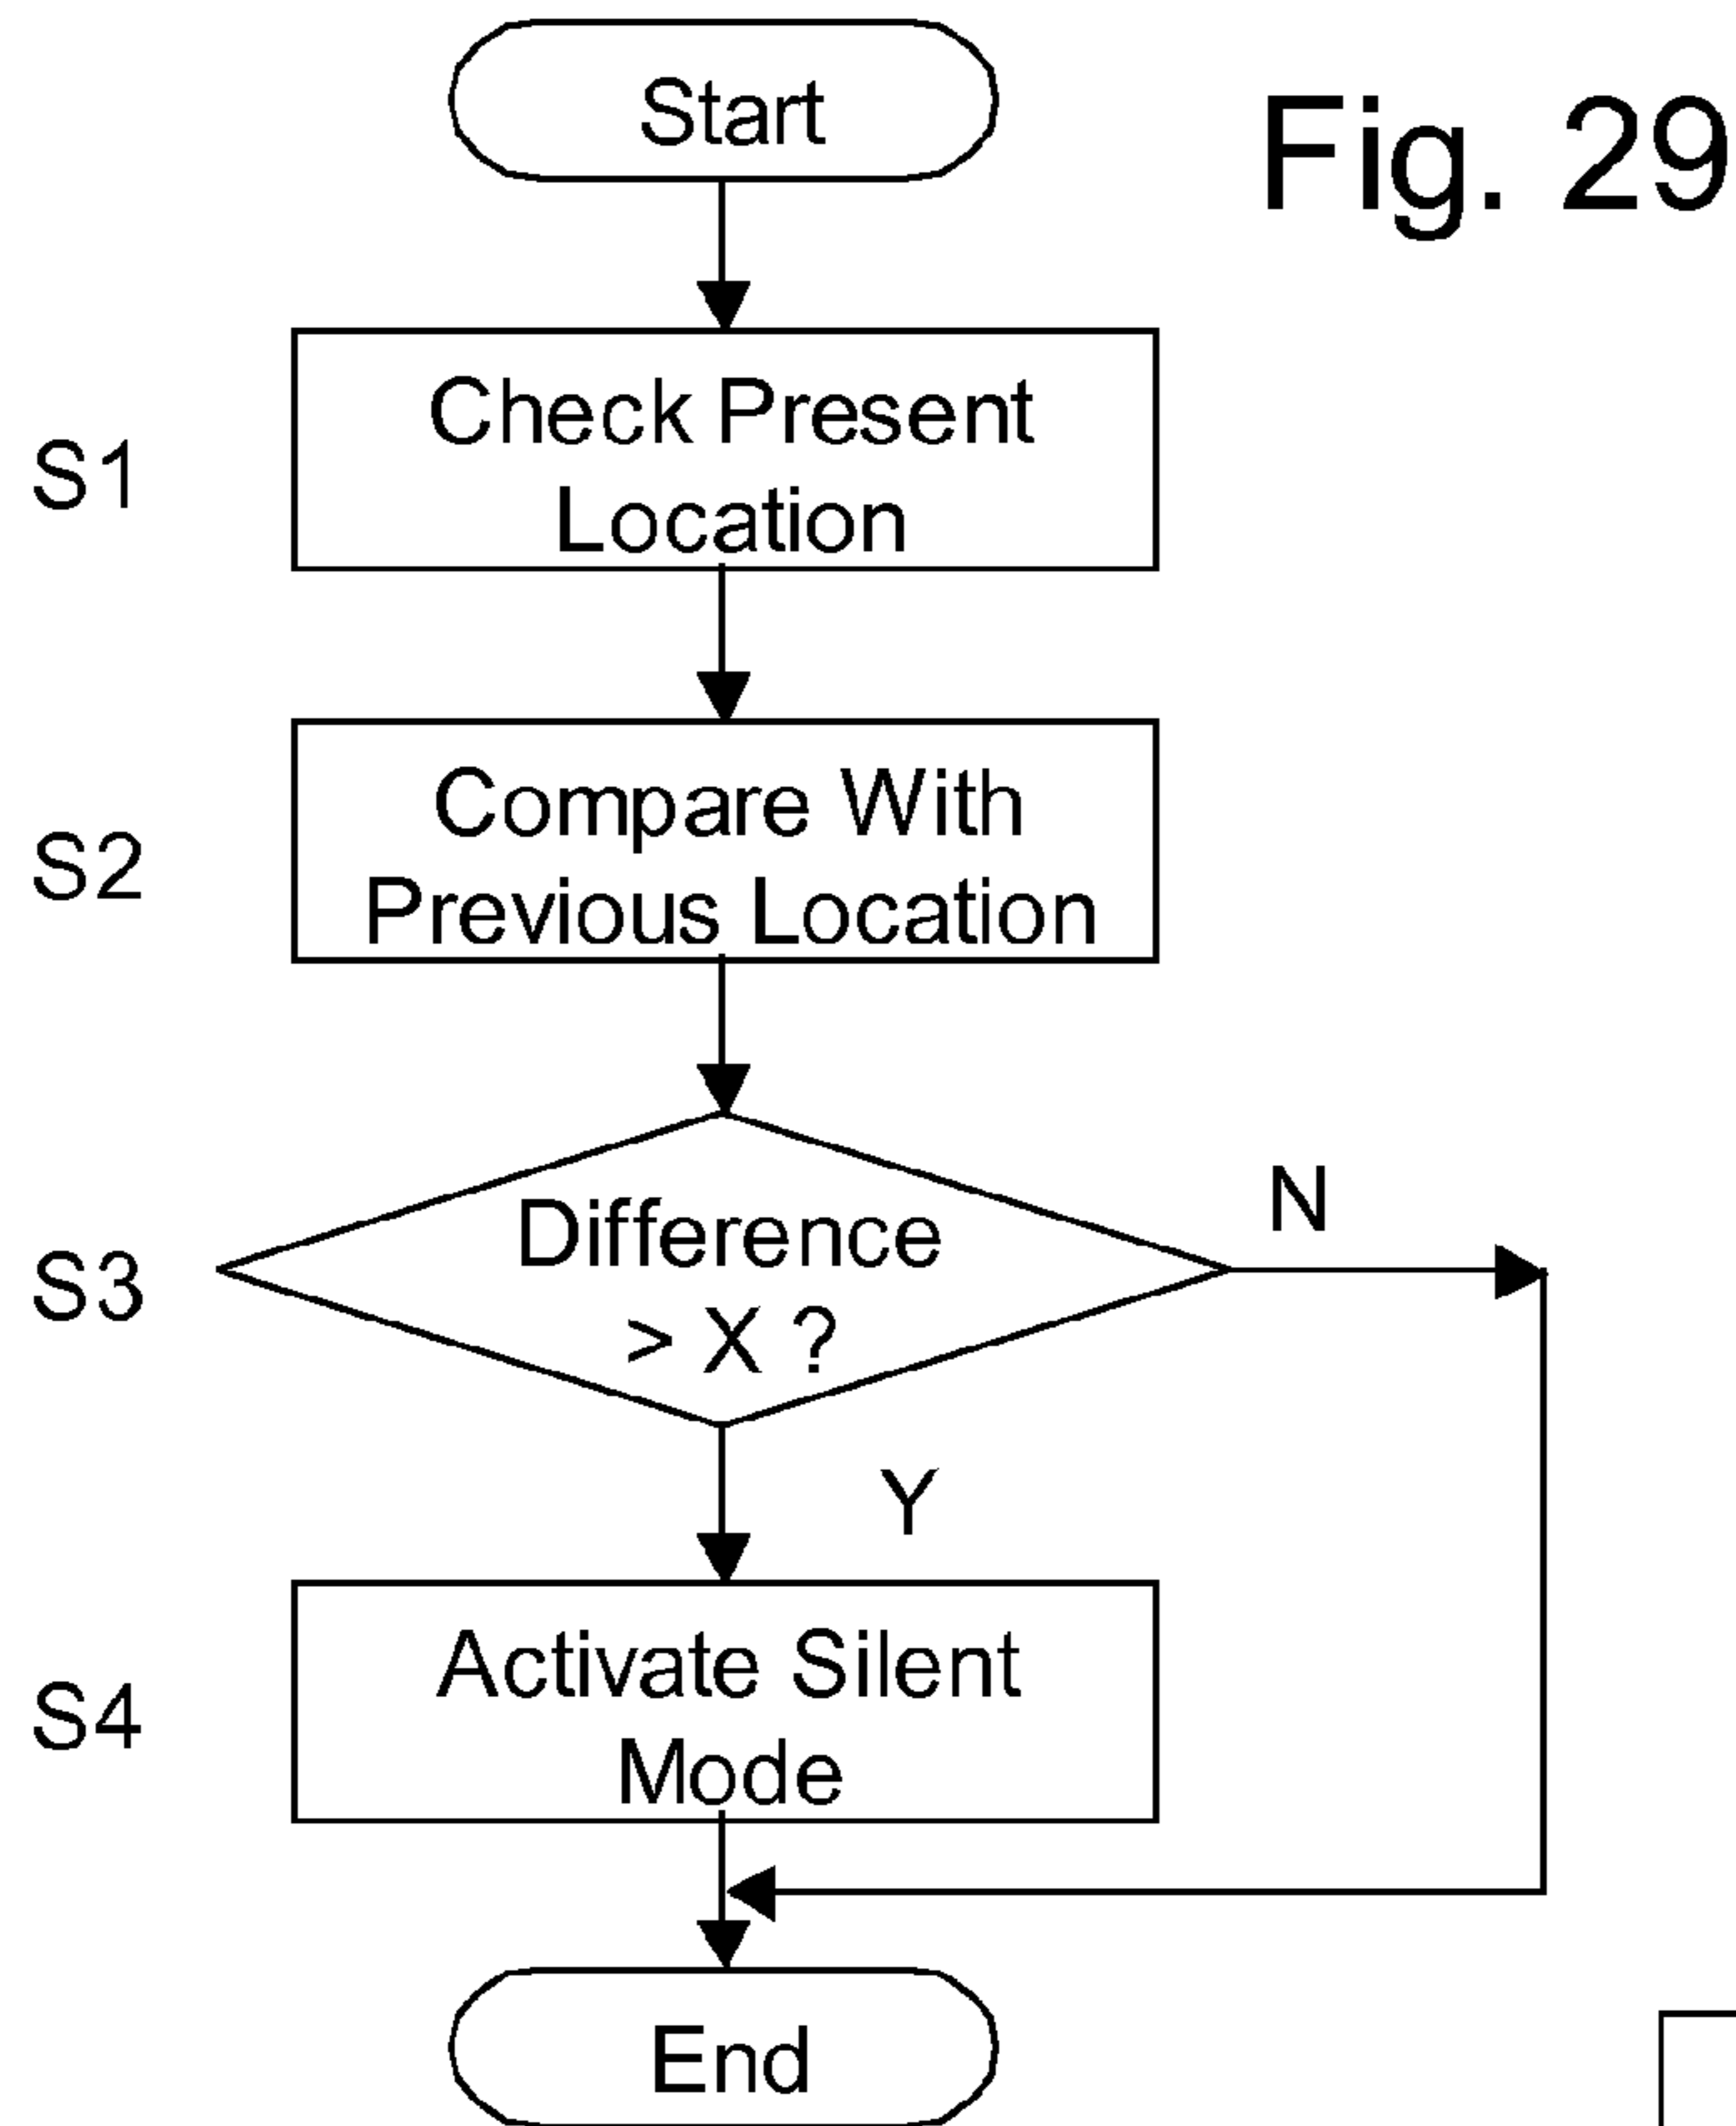 Start
Fig. 29
S1
Check Present
Location
S2
Compare With
Previous Location
S3
Difference
> X ?
N
Y
S4
Activate Silent
Mode
End